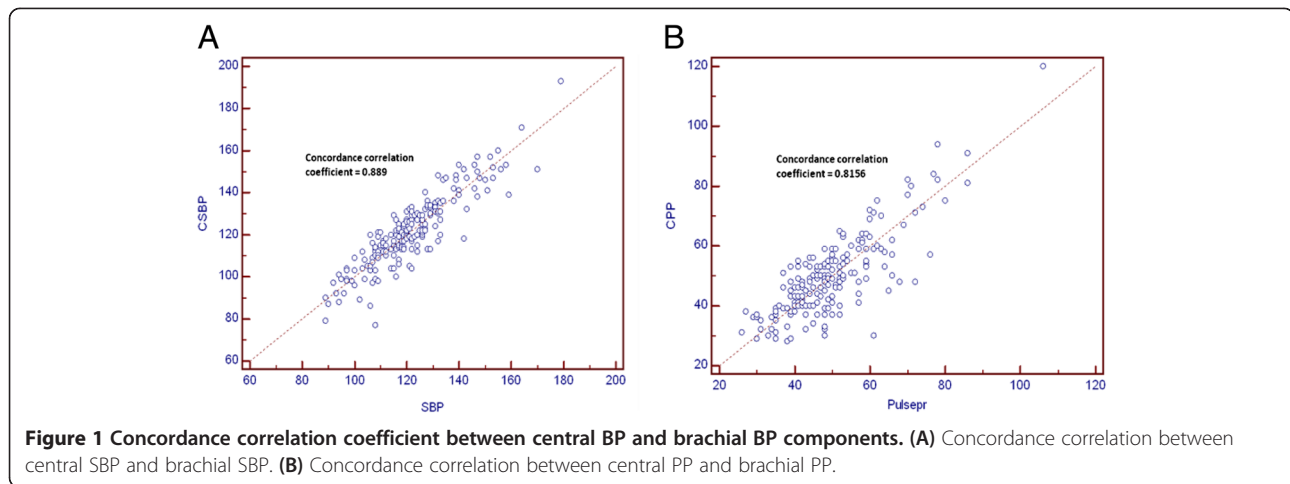 A
200
180
160
140
120
100
80
60
CSBP
Concordance correlation
coefficient = 0.889
60 80 100 120 140 160 180 200
SBP
B
120
100
80
60
40
20
CPP
Concordance correlation
coefficient = 0.8156
20 40 60 80 100 120
Pulsepr
Figure 1 Concordance correlation coefficient between central BP and brachial BP components. (A) Concordance correlation between
central SBP and brachial SBP. (B) Concordance correlation between central PP and brachial PP.